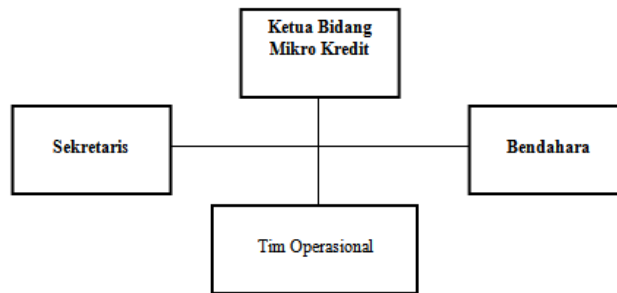 Ketua Bidang
Mikro Kredit
Sekretaris
Bendahara
Tim Operasional